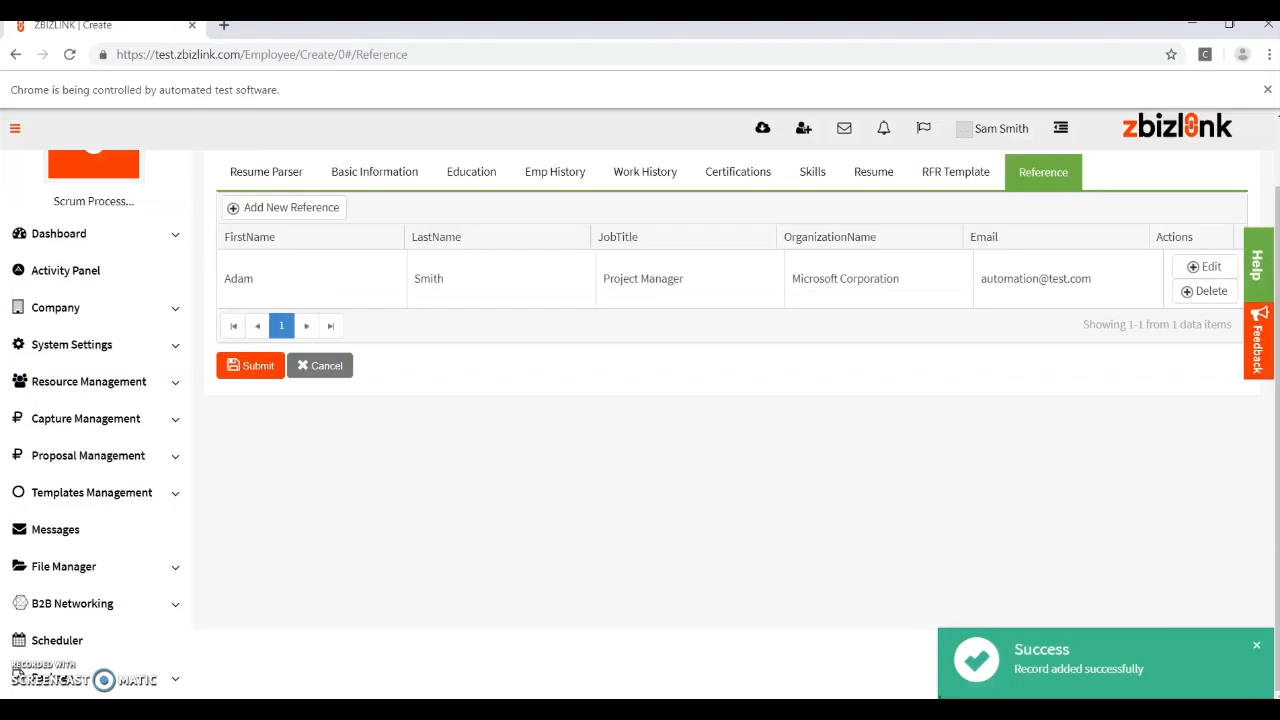 ZBIZLINK | Create
https://test.zbizlink.com/Employee/Create/0#/Reference
Chrome is being controlled by automated test software.
Sam Smith
zbizlink
Scrum Process...
Dashboard
Activity Panel
Company
System Settings
Resource Management
Capture Management
Proposal Management
Templates Management
Messages
File Manager
B2B Networking
Scheduler
RECORDED WITH
SCREENCAST MATIC
Resume Parser Basic Information Education Emp History Work History Certifications Skills Resume RFR Template Reference
Add New Reference
FirstName LastName JobTitle OrganizationName Email Actions
Adam Smith Project Manager Microsoft Corporation automation@test.com Edit
Delete
1 Showing 1-1 from 1 data items
Submit Cancel
Help
Feedback
Success
Record added successfully